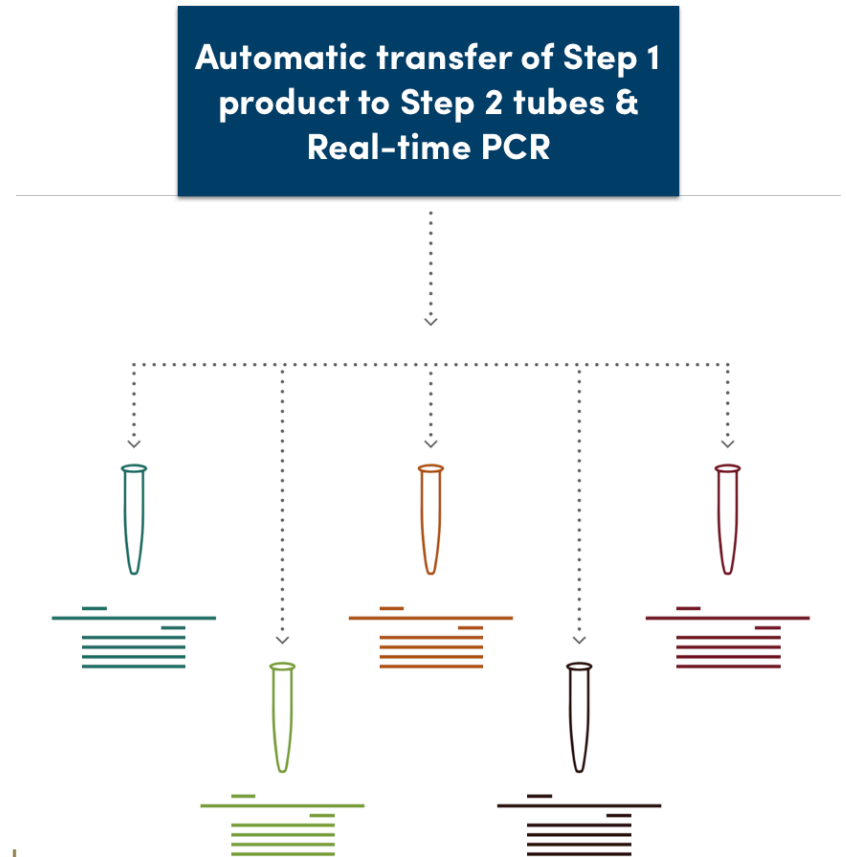 Automatic transfer of Step 1
product to Step 2 tubes &
Real-time PCR